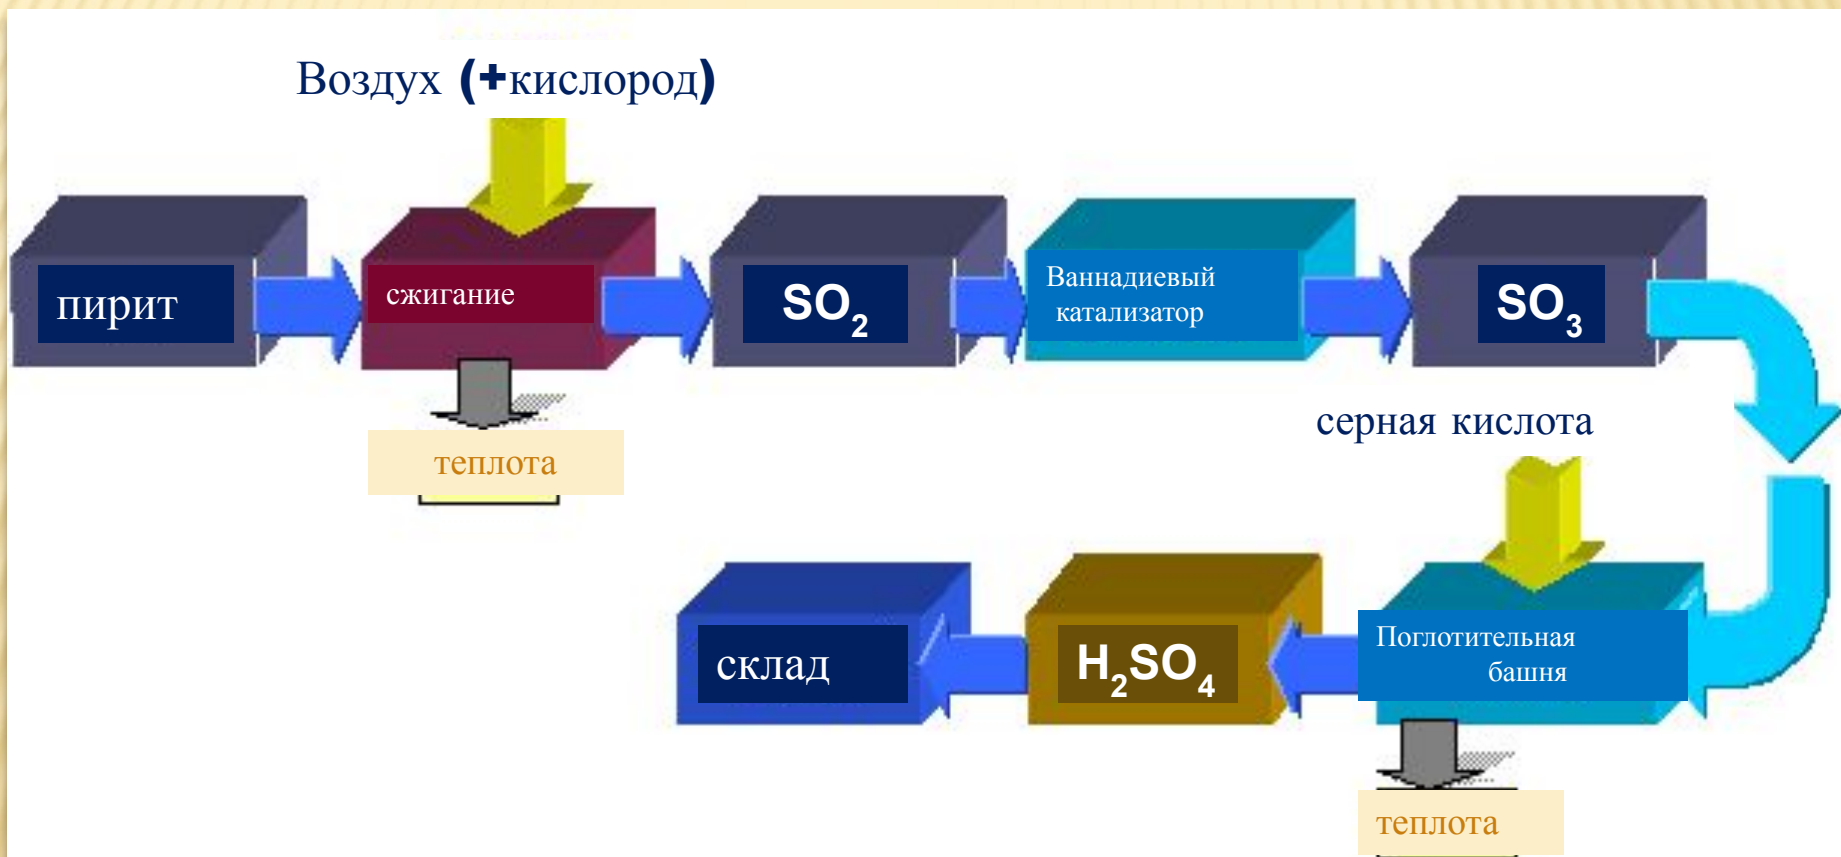 Воздух (+кислород)
пирит
сжигание
SO₂
Ваннадиевый
катализатор
SO₃
теплота
серная кислота
склад
H₂SO₄
Поглотительная
башня
теплота